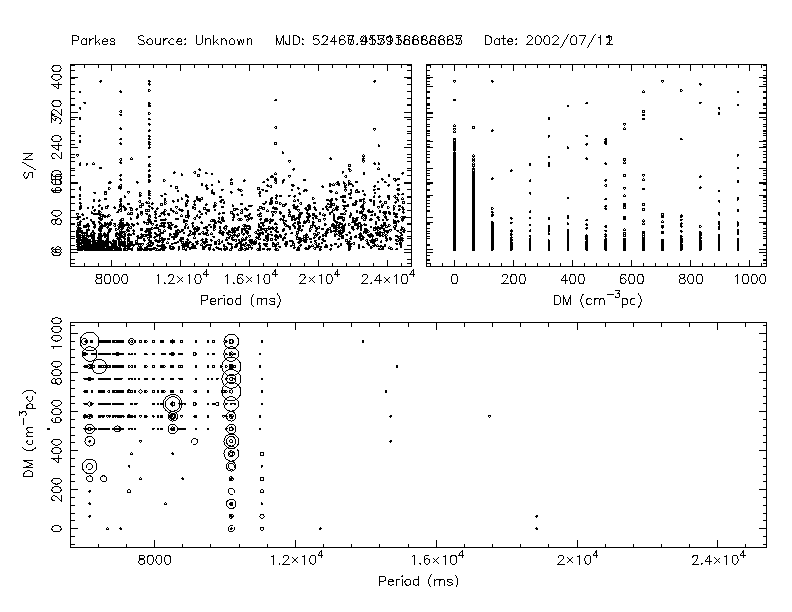 Parkes Source: Unknown MJD: Date: 2002/07/
S/N
400
240
80
8000 1.2×10⁴ 1.6×10⁴ 2×10⁴ 2.4×10⁴
Period (ms)
0 200 400 600 800 1000
DM (cm⁻³pc)
DM (cm⁻³pc)
1000
800
600
400
200
0
8000 1.2×10⁴ 1.6×10⁴ 2×10⁴ 2.4×10⁴
Period (ms)